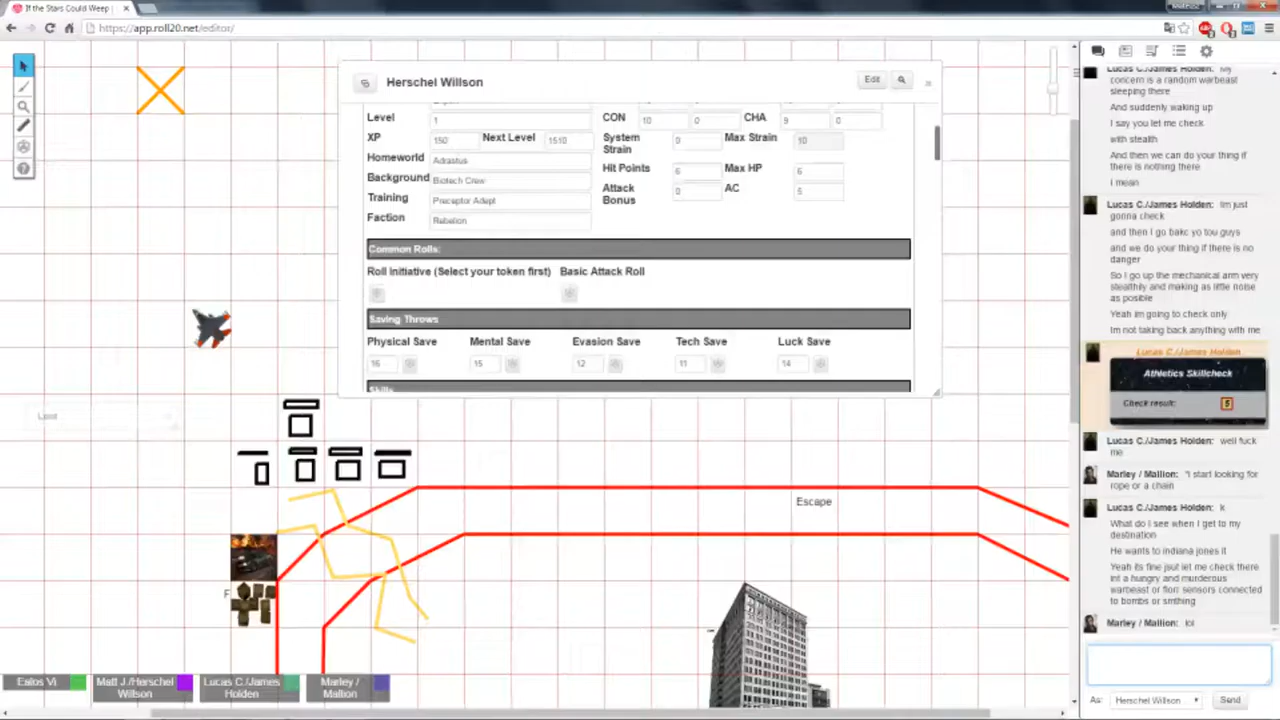 If the Stars Could Weep |
https://app.roll20.net/editor/
Herschel Willson
Edit
Level 1 CON 10 0 CHA 9 0
XP 150 Next Level 1510 System Strain 0 Max Strain 10
Homeworld Adrastus
Hit Points 6 Max HP 6
Background Biotech Crew
Attack Bonus 0 AC 5
Training Preceptor Adept
Faction Rebelion
Common Rolls:
Roll Initiative (Select your token first) Basic Attack Roll
Saving Throws
Physical Save Mental Save Evasion Save Tech Save Luck Save
16 15 12 11 14
Skills
Escape
F
Ealos Vi
Matt J./Herschel
Willson
Lucas C./James
Holden
Marley /
Mallion
Lucas C./James Holden: My
concern is a random warbeast
sleeping there
And suddenly waking up
I say you let me check
with stealth
And then we can do your thing if
there is nothing there
I mean
Lucas C./James Holden: Im just
gonna check
and then I go bakc yo tou guys
and we do your thing if there is no
danger
So I go up the mechanical arm very
stealthily and making as little noise
as posible
Yeah im going to check only
Im not taking back anything with me
Lucas C./James Holden
Athletics Skillcheck
Check result: 5
Lucas C./James Holden: well fuck
me
Marley / Mallion: *I start looking for
rope or a chain
Lucas C./James Holden: k
What do I see when I get to my
destination
He wants to indiana jones it
Yeah its fine jsut let me check there
int a hungry and murderous
warbeast or fiorr sensors connected
to bombs or smthing
Marley / Mallion: lol
As: Herschel Willson Send